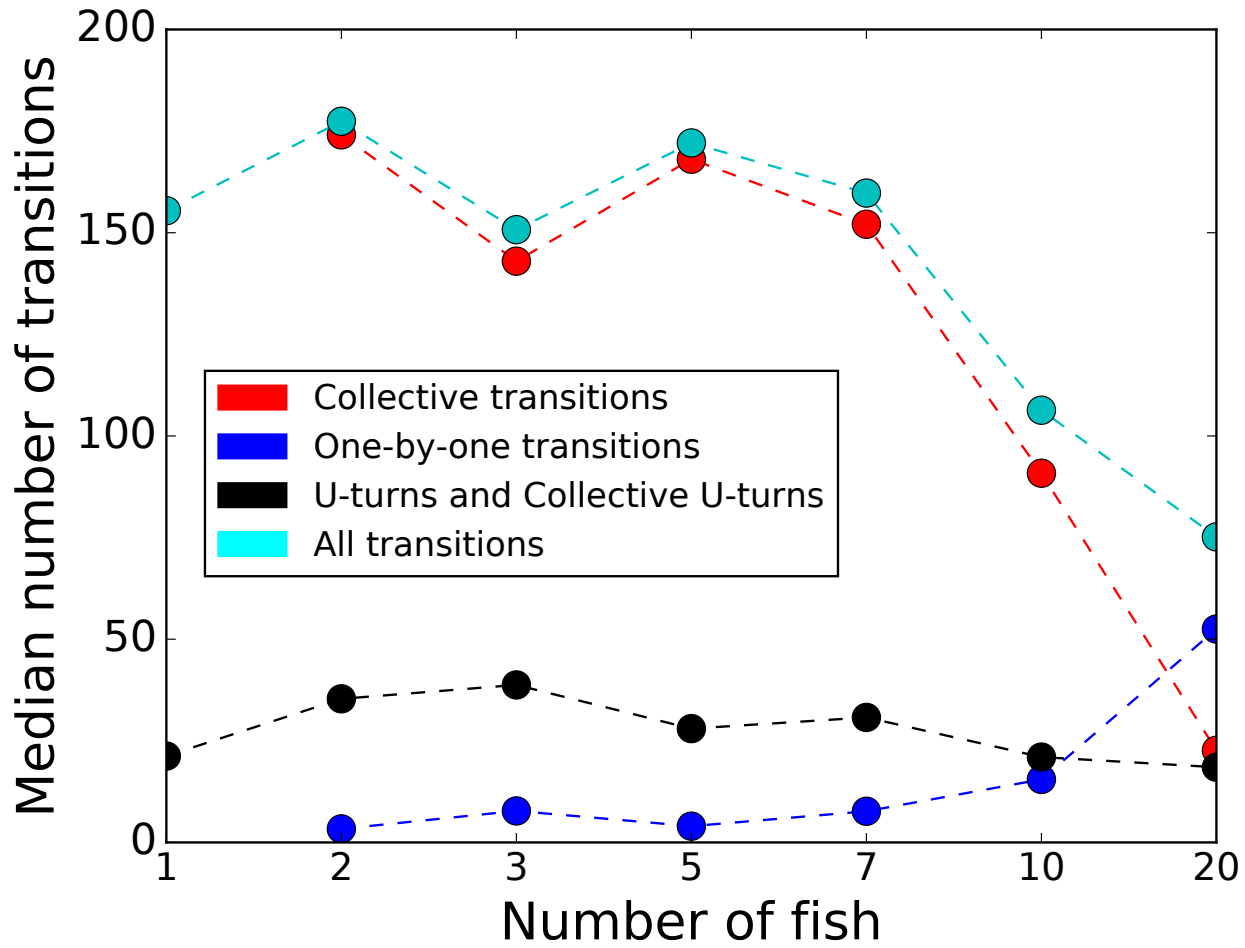 Median number of transitions
200
150
100
50
0
Collective transitions
One-by-one transitions
U-turns and Collective U-turns
All transitions
1 2 3 5 7 10 20
Number of fish